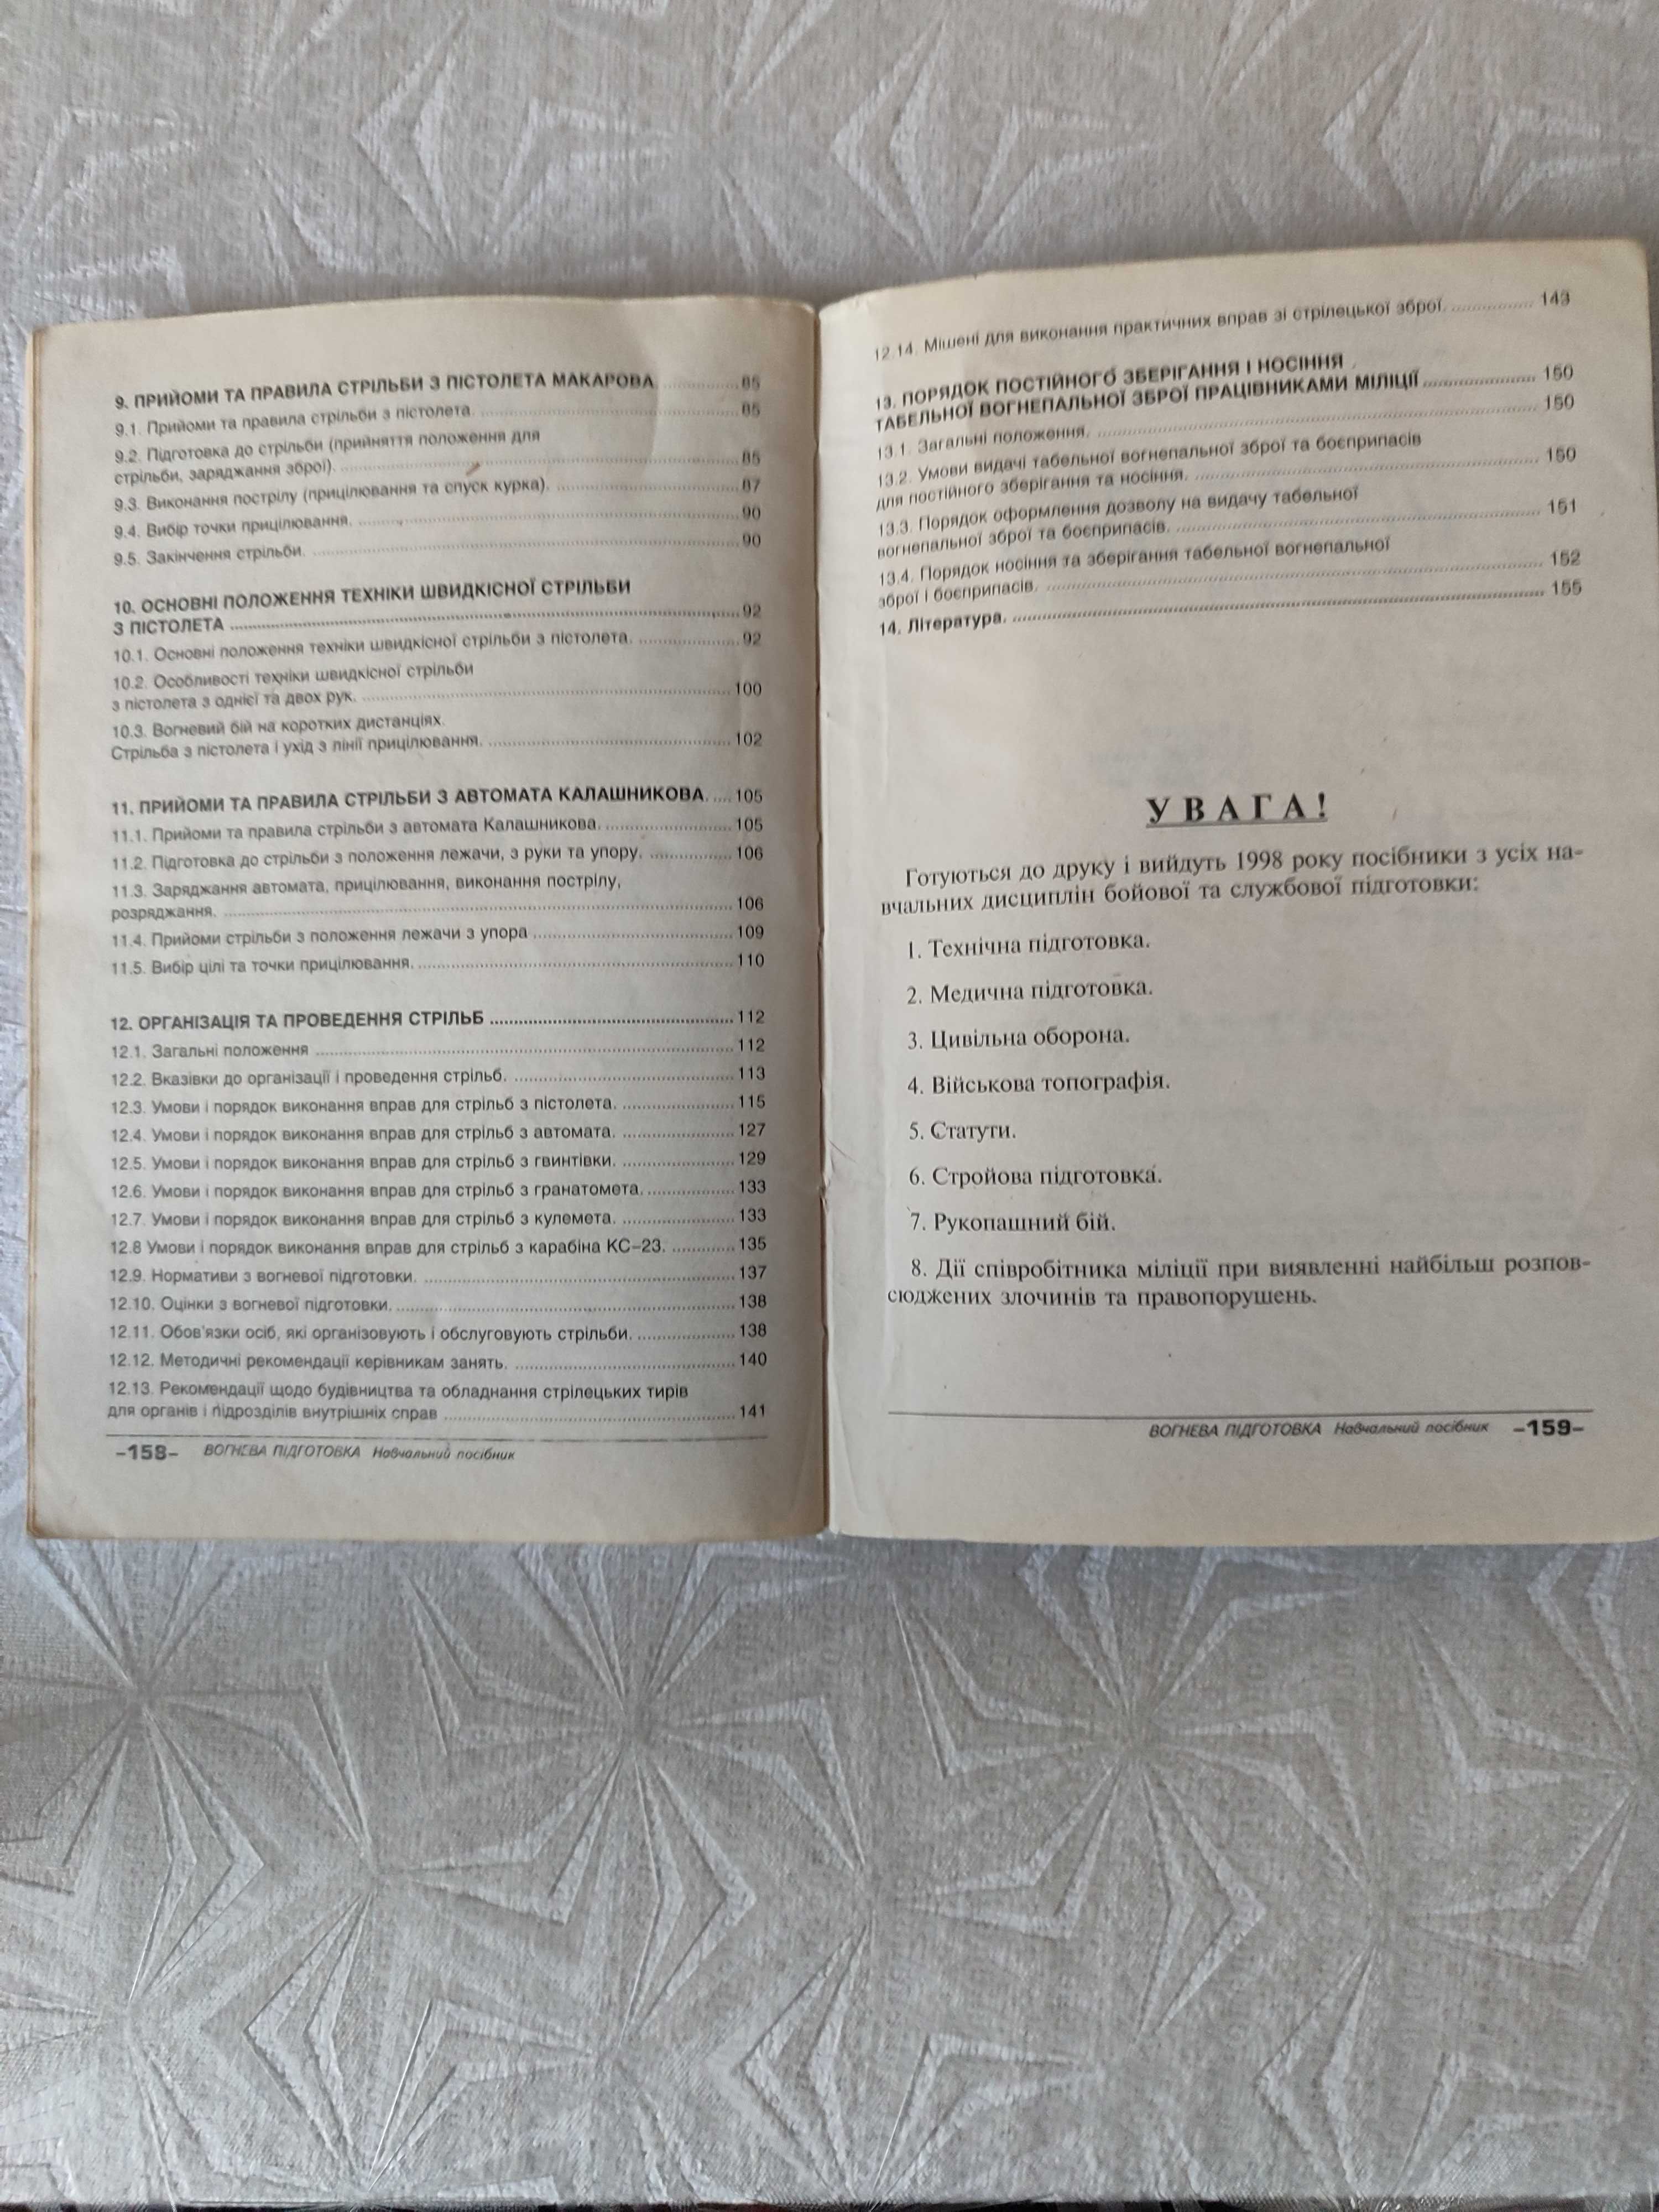 9. ПРИЙОМИ ТА ПРАВИЛА СТРІЛЬБИ З ПІСТОЛЕТА МАКАРОВА ............ 85
9.1. Прийоми та правила стрільби з пістолета. ............ 85
9.2. Підготовка до стрільби (прийняття положення для
стрільби, заряджання зброї). ............ 85
9.3. Виконання пострілу (прицілювання та спуск курка). ............ 87
9.4. Вибір точки прицілювання. ............ 90
9.5. Закінчення стрільби. ............ 90
10. ОСНОВНІ ПОЛОЖЕННЯ ТЕХНІКИ ШВИДКІСНОЇ СТРІЛЬБИ
З ПІСТОЛЕТА ............ 92
10.1. Основні положення техніки швидкісної стрільби з пістолета. ............ 92
10.2. Особливості техніки швидкісної стрільби
з пістолета з однієї та двох рук. ............ 100
10.3. Вогневий бій на коротких дистанціях.
Стрільба з пістолета і ухід з лінії прицілювання. ............ 102
11. ПРИЙОМИ ТА ПРАВИЛА СТРІЛЬБИ З АВТОМАТА КАЛАШНИКОВА. .... 105
11.1. Прийоми та правила стрільби з автомата Калашникова. ............ 105
11.2. Підготовка до стрільби з положення лежачи, з руки та упору. ............ 106
11.3. Заряджання автомата, прицілювання, виконання пострілу,
розряджання. ............ 106
11.4. Прийоми стрільби з положення лежачи з упора ............ 109
11.5. Вибір цілі та точки прицілювання. ............ 110
12. ОРГАНІЗАЦІЯ ТА ПРОВЕДЕННЯ СТРІЛЬБ ............ 112
12.1. Загальні положення ............ 112
12.2. Вказівки до організації і проведення стрільб. ............ 113
12.3. Умови і порядок виконання вправ для стрільб з пістолета. ............ 115
12.4. Умови і порядок виконання вправ для стрільб з автомата. ............ 127
12.5. Умови і порядок виконання вправ для стрільб з гвинтівки. ............ 129
12.6. Умови і порядок виконання вправ для стрільб з гранатомета. ............ 133
12.7. Умови і порядок виконання вправ для стрільб з кулемета. ............ 133
12.8 Умови і порядок виконання вправ для стрільб з карабіна КС–23. ............ 135
12.9. Нормативи з вогневої підготовки. ............ 137
12.10. Оцінки з вогневої підготовки. ............ 138
12.11. Обов'язки осіб, які організовують і обслуговують стрільби. ............ 138
12.12. Методичні рекомендації керівникам занять. ............ 140
12.13. Рекомендації щодо будівництва та обладнання стрілецьких тирів
для органів і підрозділів внутрішніх справ ............ 141
–158– ВОГНЕВА ПІДГОТОВКА Навчальний посібник
12.14. Мішені для виконання практичних вправ зі стрілецької зброї. ............ 143
13. ПОРЯДОК ПОСТІЙНОГО ЗБЕРІГАННЯ І НОСІННЯ
ТАБЕЛЬНОЇ ВОГНЕПАЛЬНОЇ ЗБРОЇ ПРАЦІВНИКАМИ МІЛІЦІЇ ............ 150
13.1. Загальні положення. ............ 150
13.2. Умови видачі табельної вогнепальної зброї та боєприпасів
для постійного зберігання та носіння. ............ 150
13.3. Порядок оформлення дозволу на видачу табельної
вогнепальної зброї та боєприпасів. ............ 151
13.4. Порядок носіння та зберігання табельної вогнепальної
зброї і боєприпасів. ............ 152
14. Література. ............ 155
УВАГА!
Готуються до друку і вийдуть 1998 року посібники з усіх на-
вчальних дисциплін бойової та службової підготовки:
1. Технічна підготовка.
2. Медична підготовка.
3. Цивільна оборона.
4. Військова топографія.
5. Статути.
6. Стройова підготовка.
7. Рукопашний бій.
8. Дії співробітника міліції при виявленні найбільш розпов-
сюджених злочинів та правопорушень.
ВОГНЕВА ПІДГОТОВКА Навчальний посібник –159–